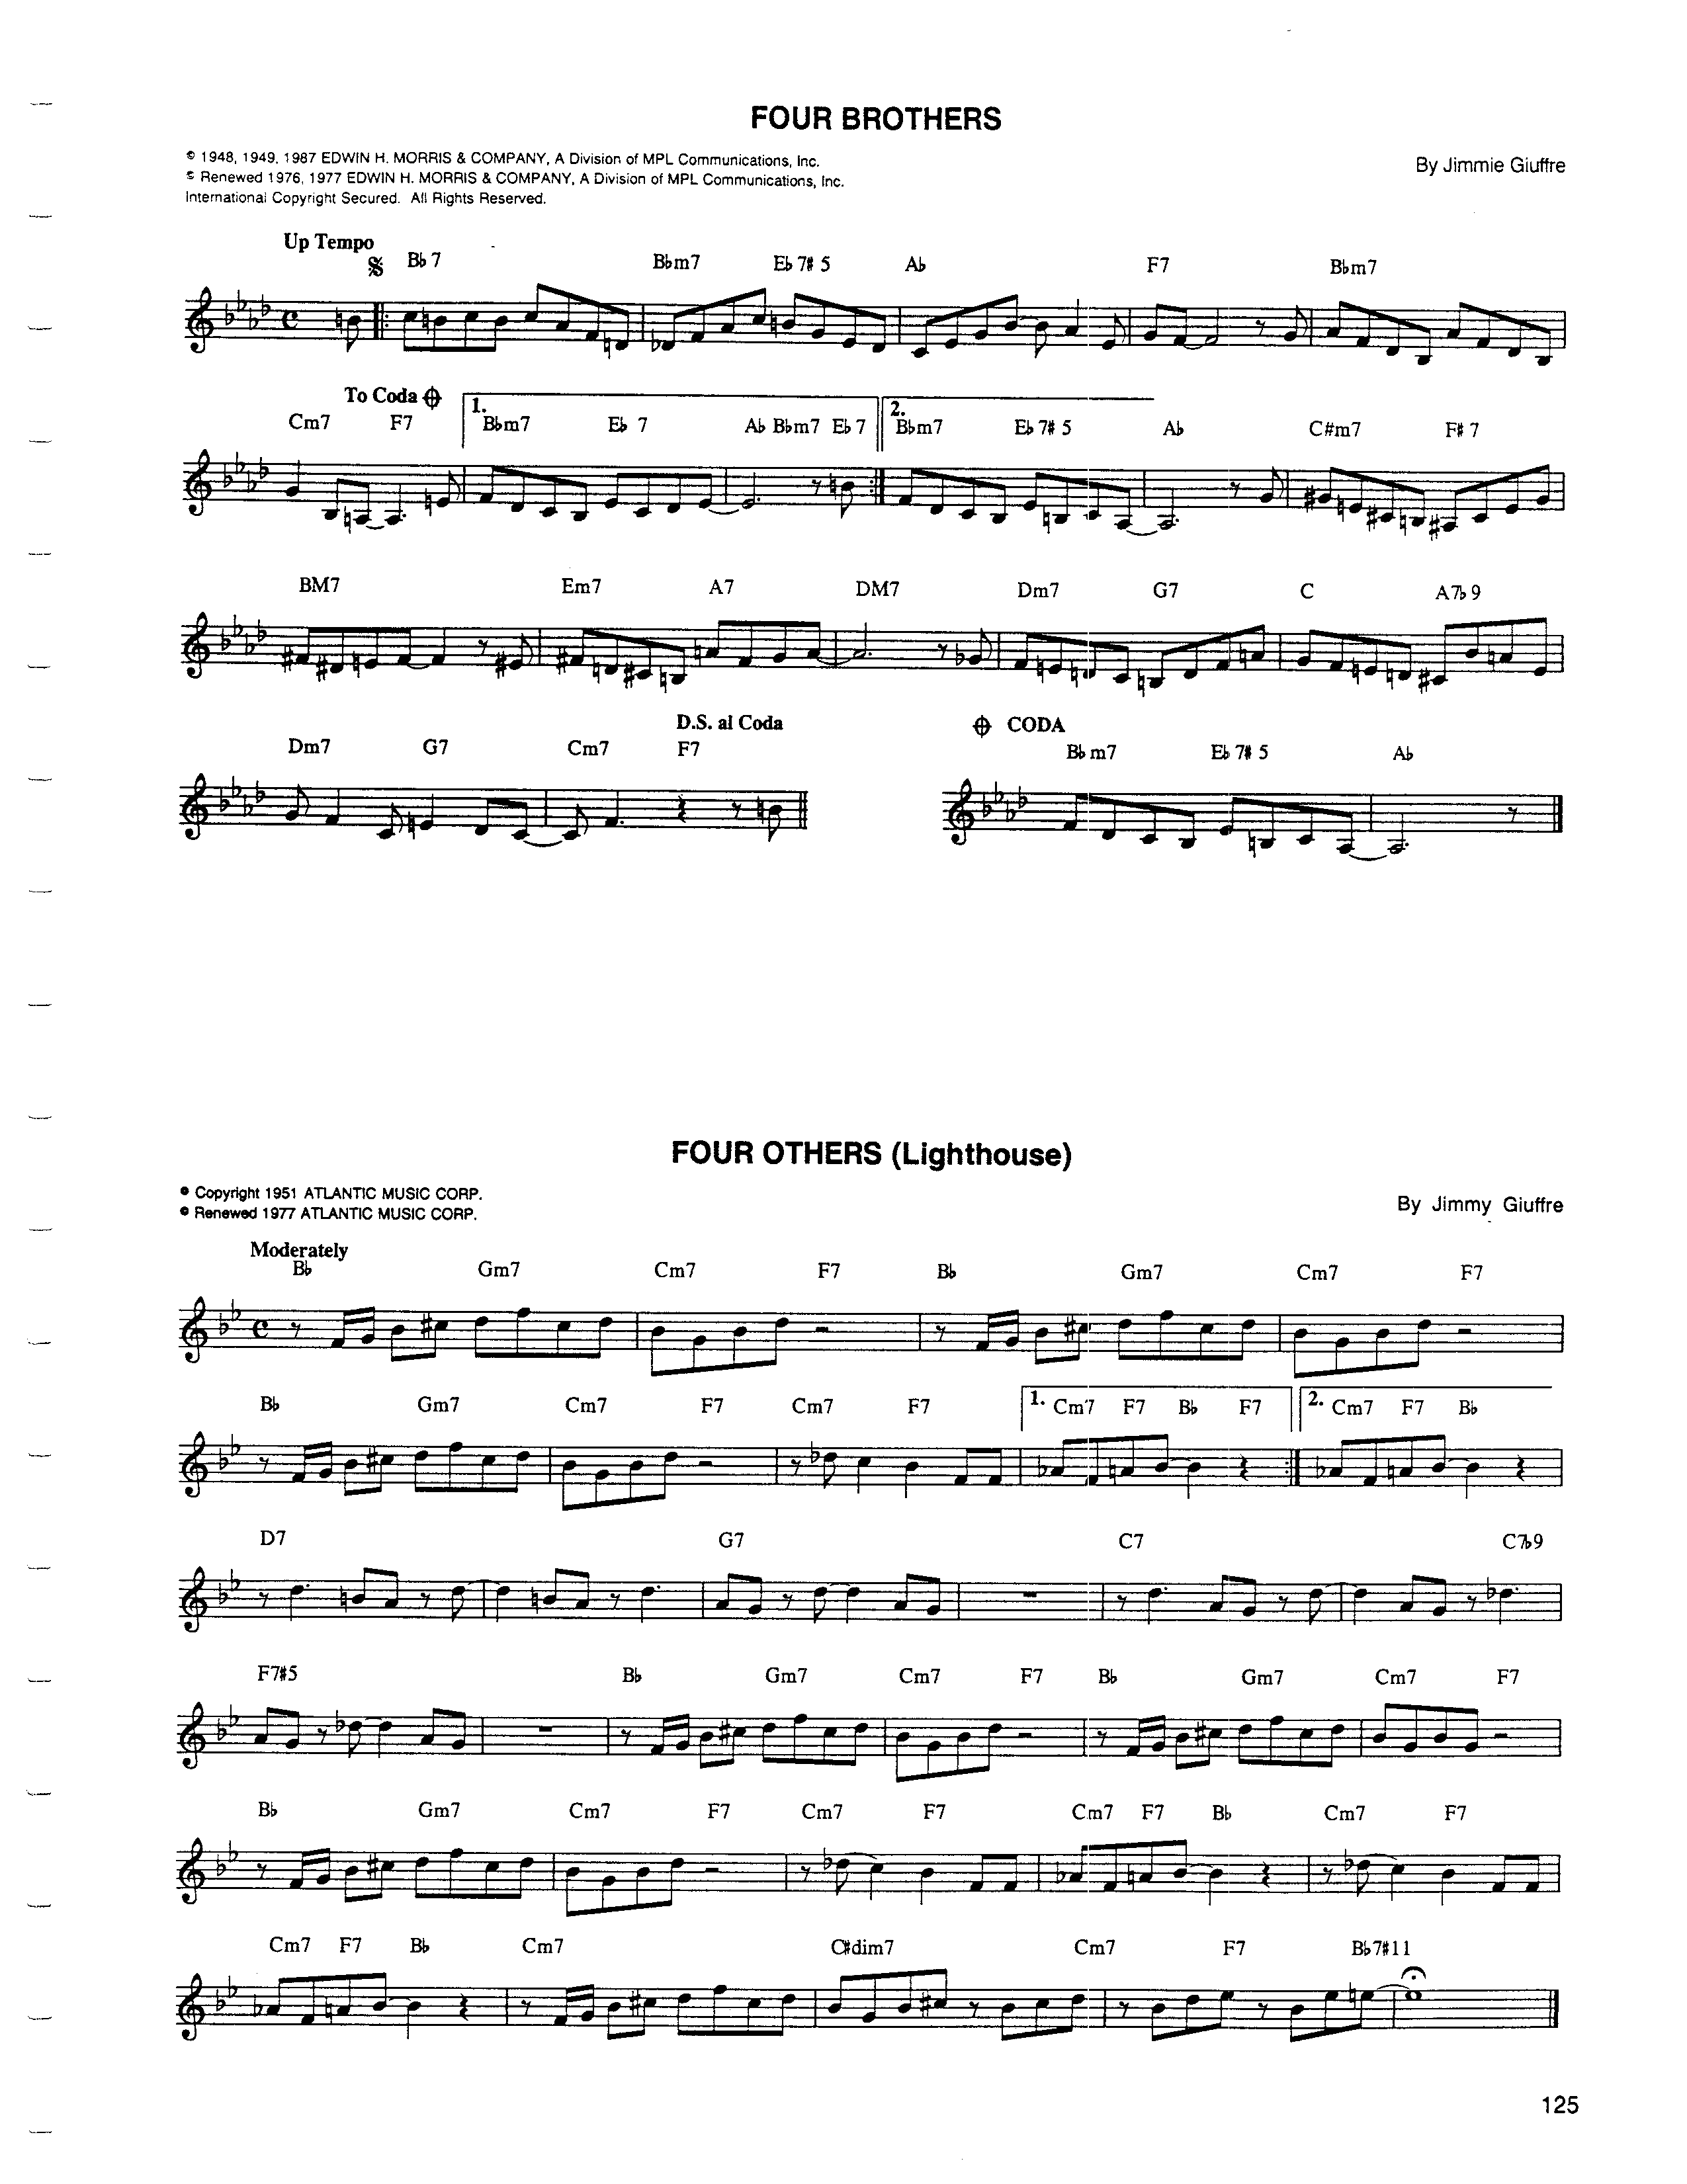 FOUR BROTHERS
© 1948, 1949, 1987 EDWIN H. MORRIS & COMPANY, A Division of MPL Communications, Inc.
© Renewed 1976, 1977 EDWIN H. MORRIS & COMPANY, A Division of MPL Communications, Inc.
International Copyright Secured. All Rights Reserved.
By Jimmie Giuffre
Up Tempo
B♭7 B♭m7 E♭7♯5 A♭ F7 B♭m7
To Coda
Cm7 F7 1. B♭m7 E♭7 A♭ B♭m7 E♭7 2. B♭m7 E♭7♯5 A♭ C#m7 F#7
BM7 Em7 A7 DM7 Dm7 G7 C A7♭9
D.S. al Coda CODA
Dm7 G7 Cm7 F7 B♭m7 E♭7♯5 A♭
FOUR OTHERS (Lighthouse)
© Copyright 1951 ATLANTIC MUSIC CORP.
© Renewed 1977 ATLANTIC MUSIC CORP.
By Jimmy Giuffre
Moderately
B♭ Gm7 Cm7 F7 B♭ Gm7 Cm7 F7
B♭ Gm7 Cm7 F7 Cm7 F7 1. Cm7 F7 B♭ F7 2. Cm7 F7 B♭
D7 G7 C7 C7♭9
F7♯5 B♭ Gm7 Cm7 F7 B♭ Gm7 Cm7 F7
B♭ Gm7 Cm7 F7 Cm7 F7 Cm7 F7 B♭ Cm7 F7
Cm7 F7 B♭ Cm7 C#dim7 Cm7 F7 B♭7♯11
125